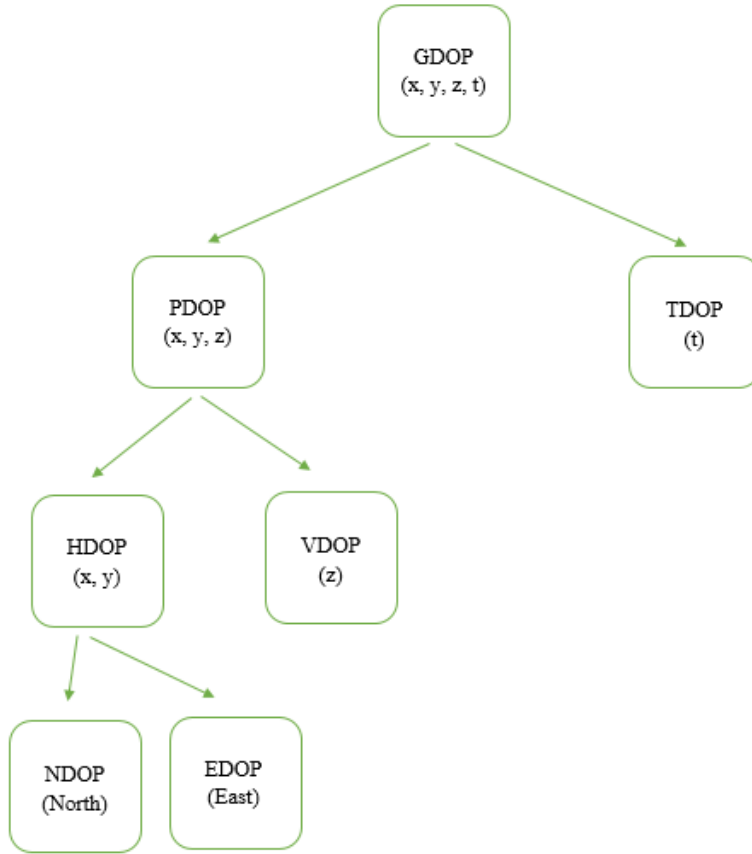 GDOP
(x, y, z, t)
PDOP
(x, y, z)
TDOP
(t)
HDOP
(x, y)
VDOP
(z)
NDOP
(North)
EDOP
(East)